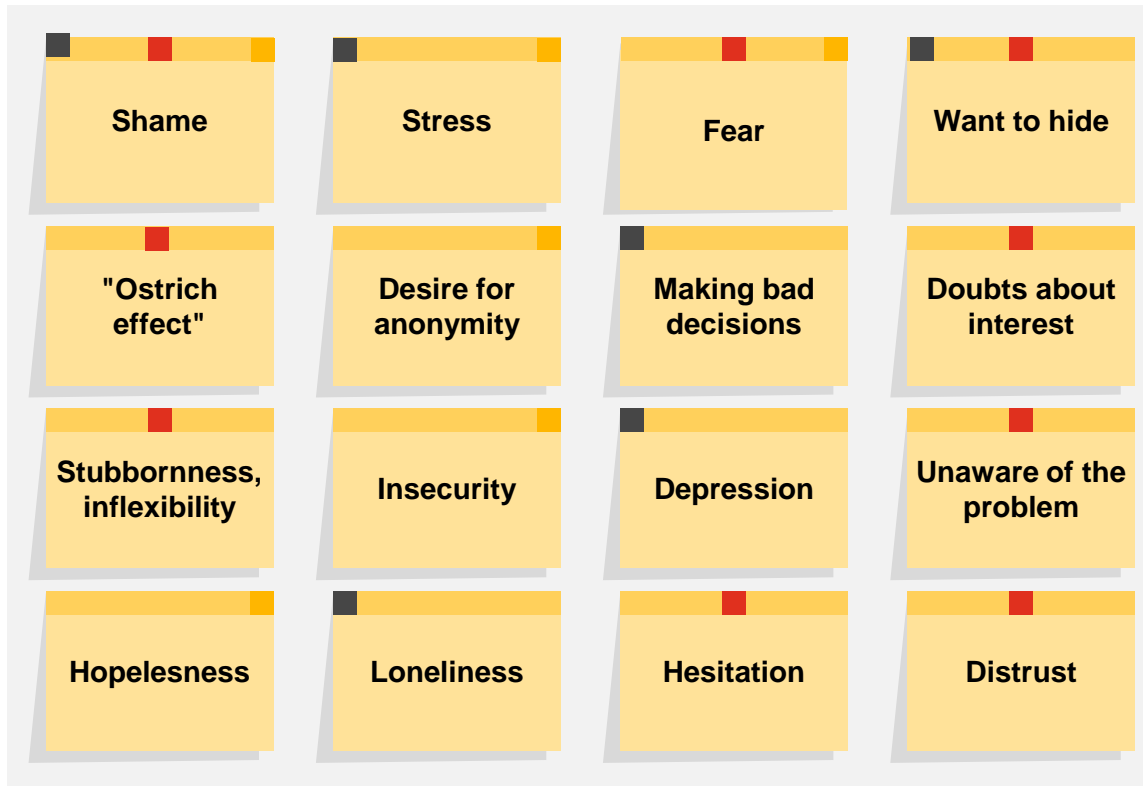 Shame
Stress
Fear
Want to hide
"Ostrich
effect"
Desire for
anonymity
Making bad
decisions
Doubts about
interest
Stubbornness,
inflexibility
Insecurity
Depression
Unaware of the
problem
Hopelesness
Loneliness
Hesitation
Distrust